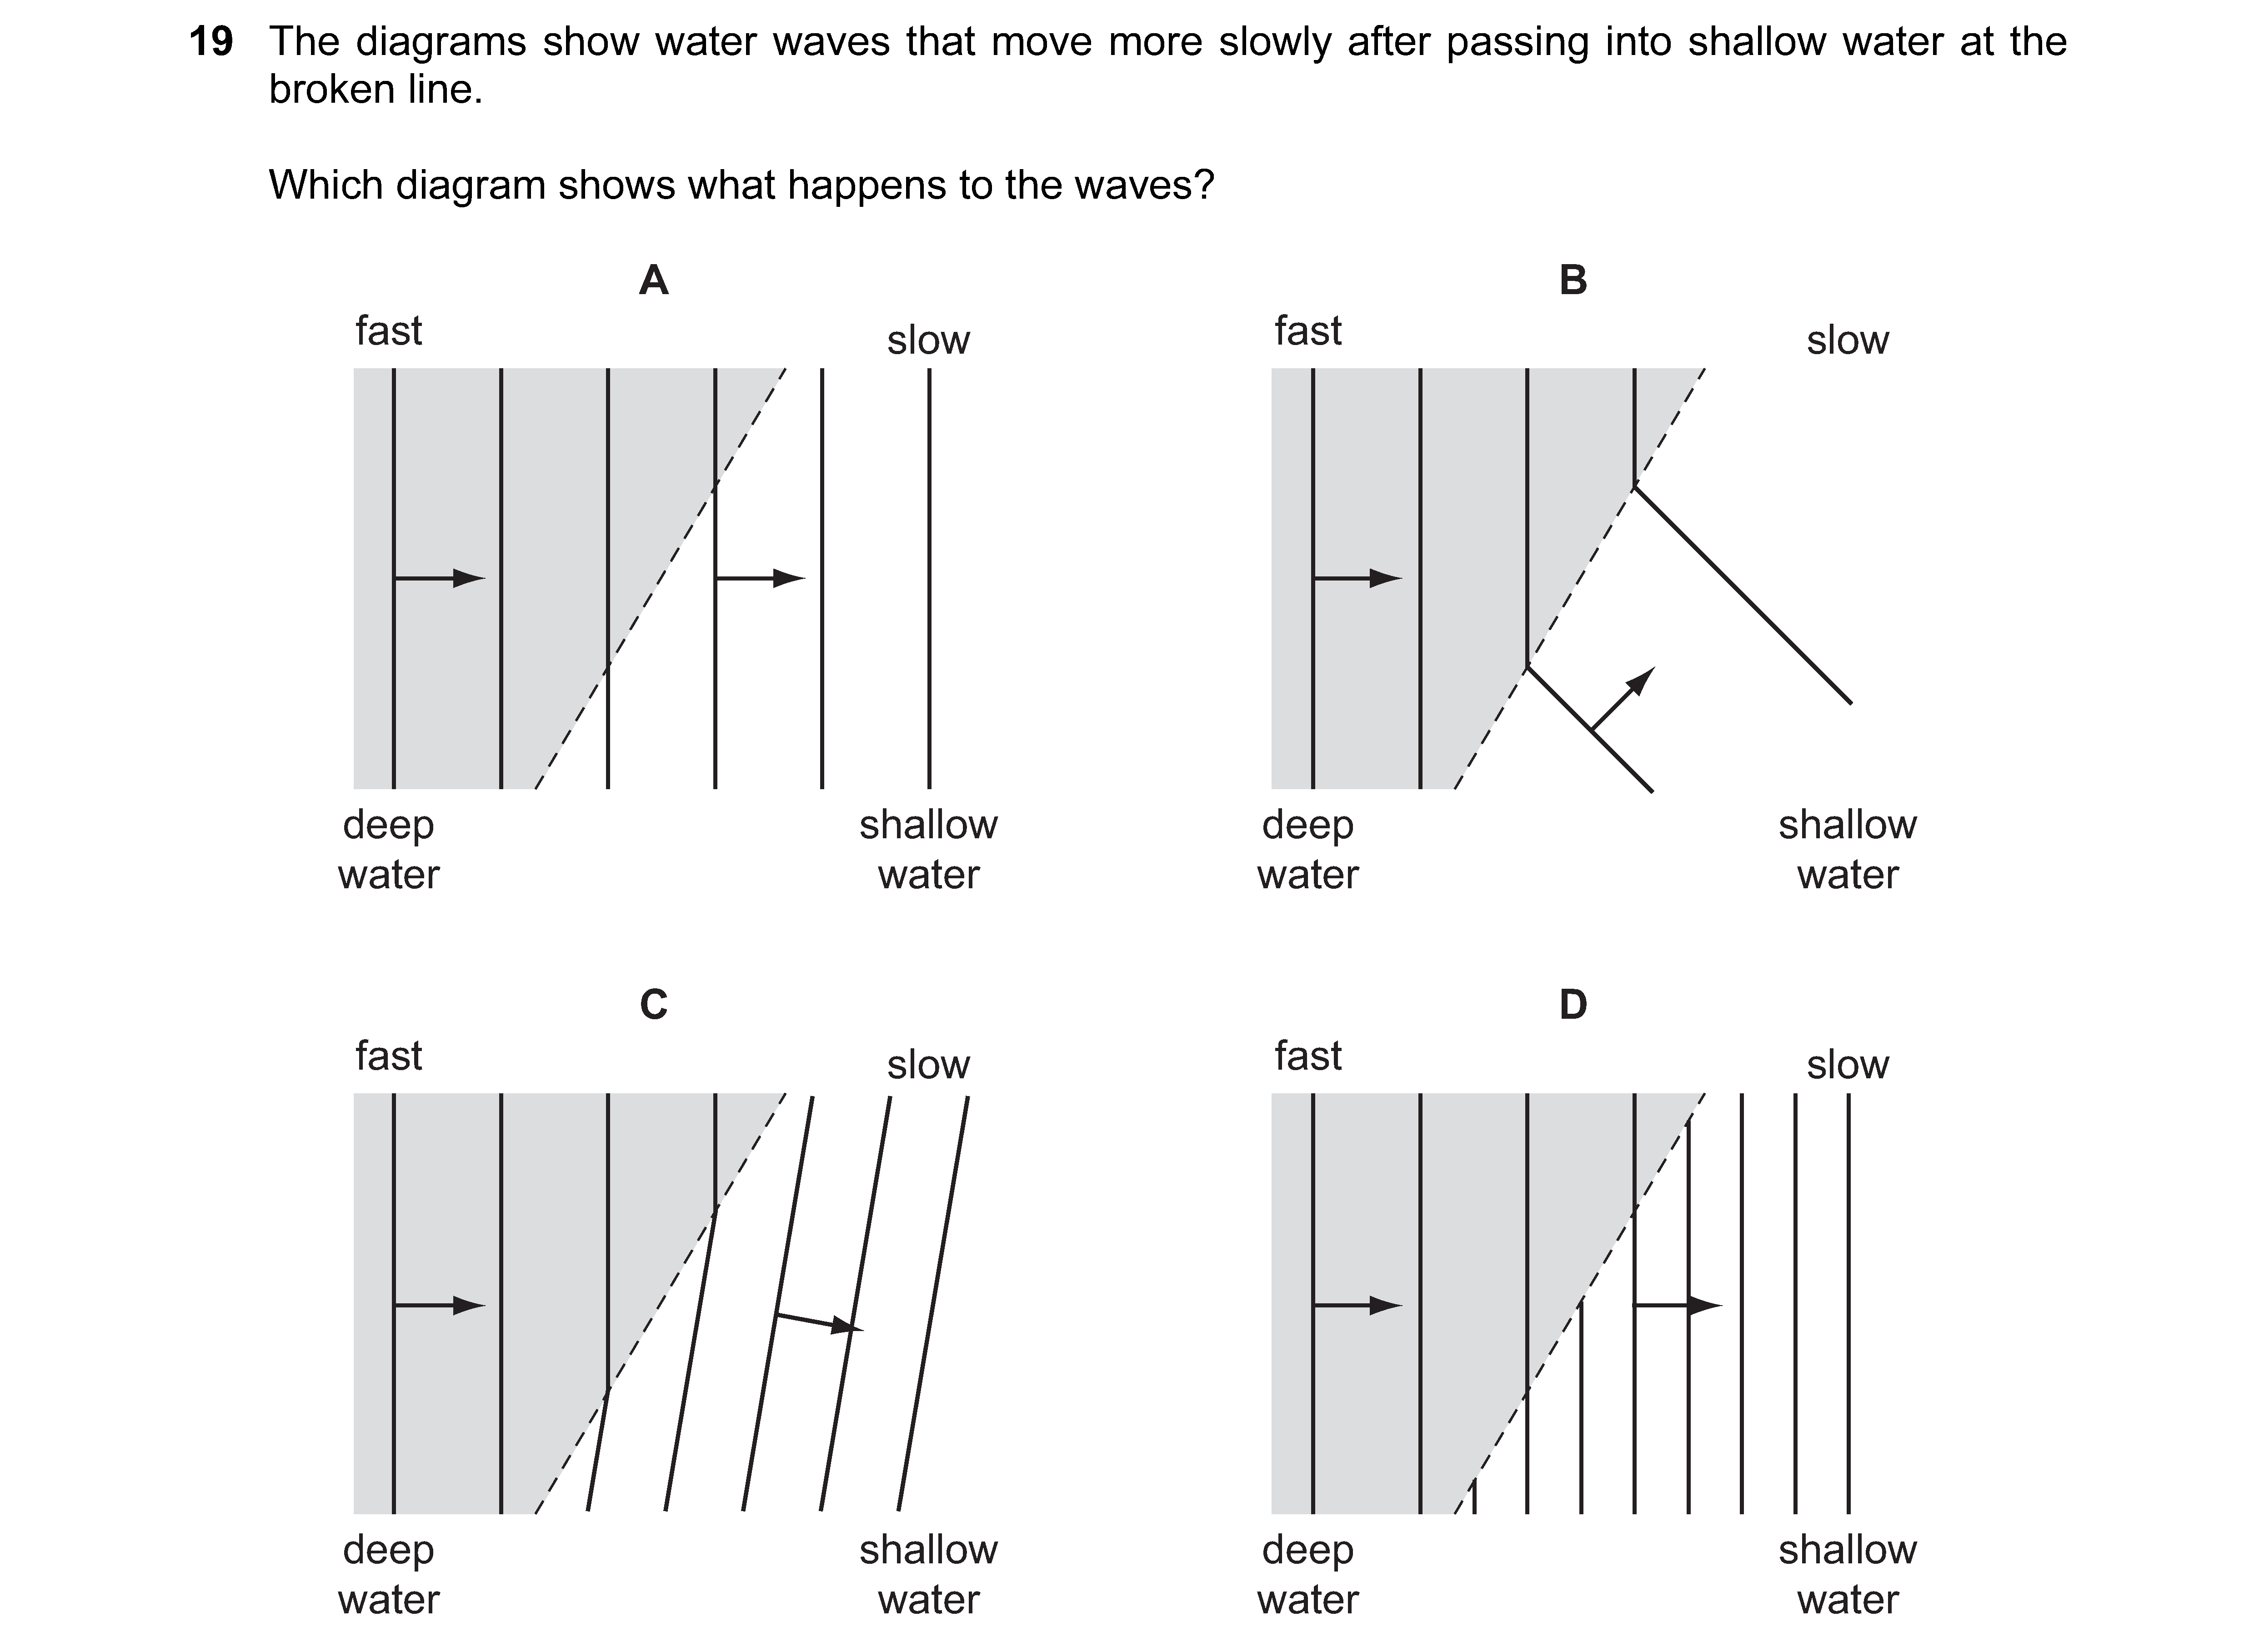 19 The diagrams show water waves that move more slowly after passing into shallow water at the
broken line.
Which diagram shows what happens to the waves?
A
fast
slow
deep
water
shallow
water
B
fast
slow
deep
water
shallow
water
C
fast
slow
deep
water
shallow
water
D
fast
slow
deep
water
shallow
water